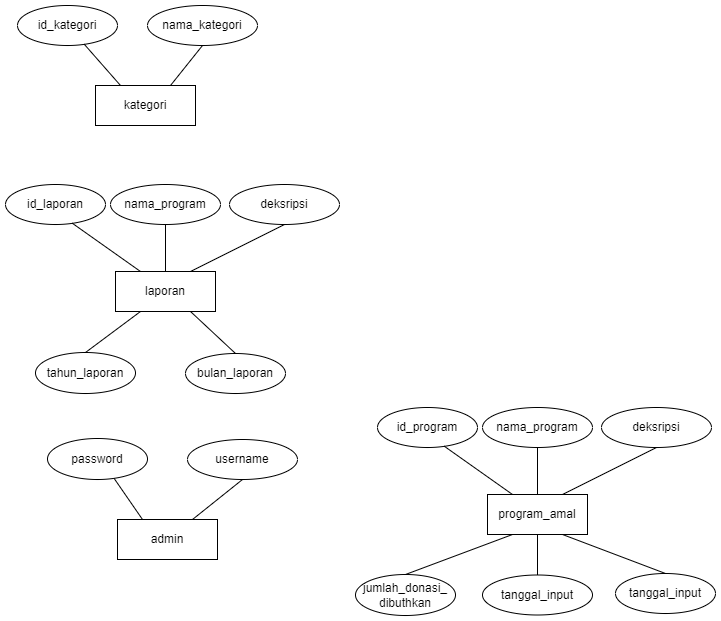 id_kategori
nama_kategori
kategori
id_laporan
nama_program
deksripsi
laporan
tahun_laporan
bulan_laporan
password
username
admin
id_program
nama_program
deksripsi
program_amal
jumlah_donasi_
dibuthkan
tanggal_input
tanggal_input